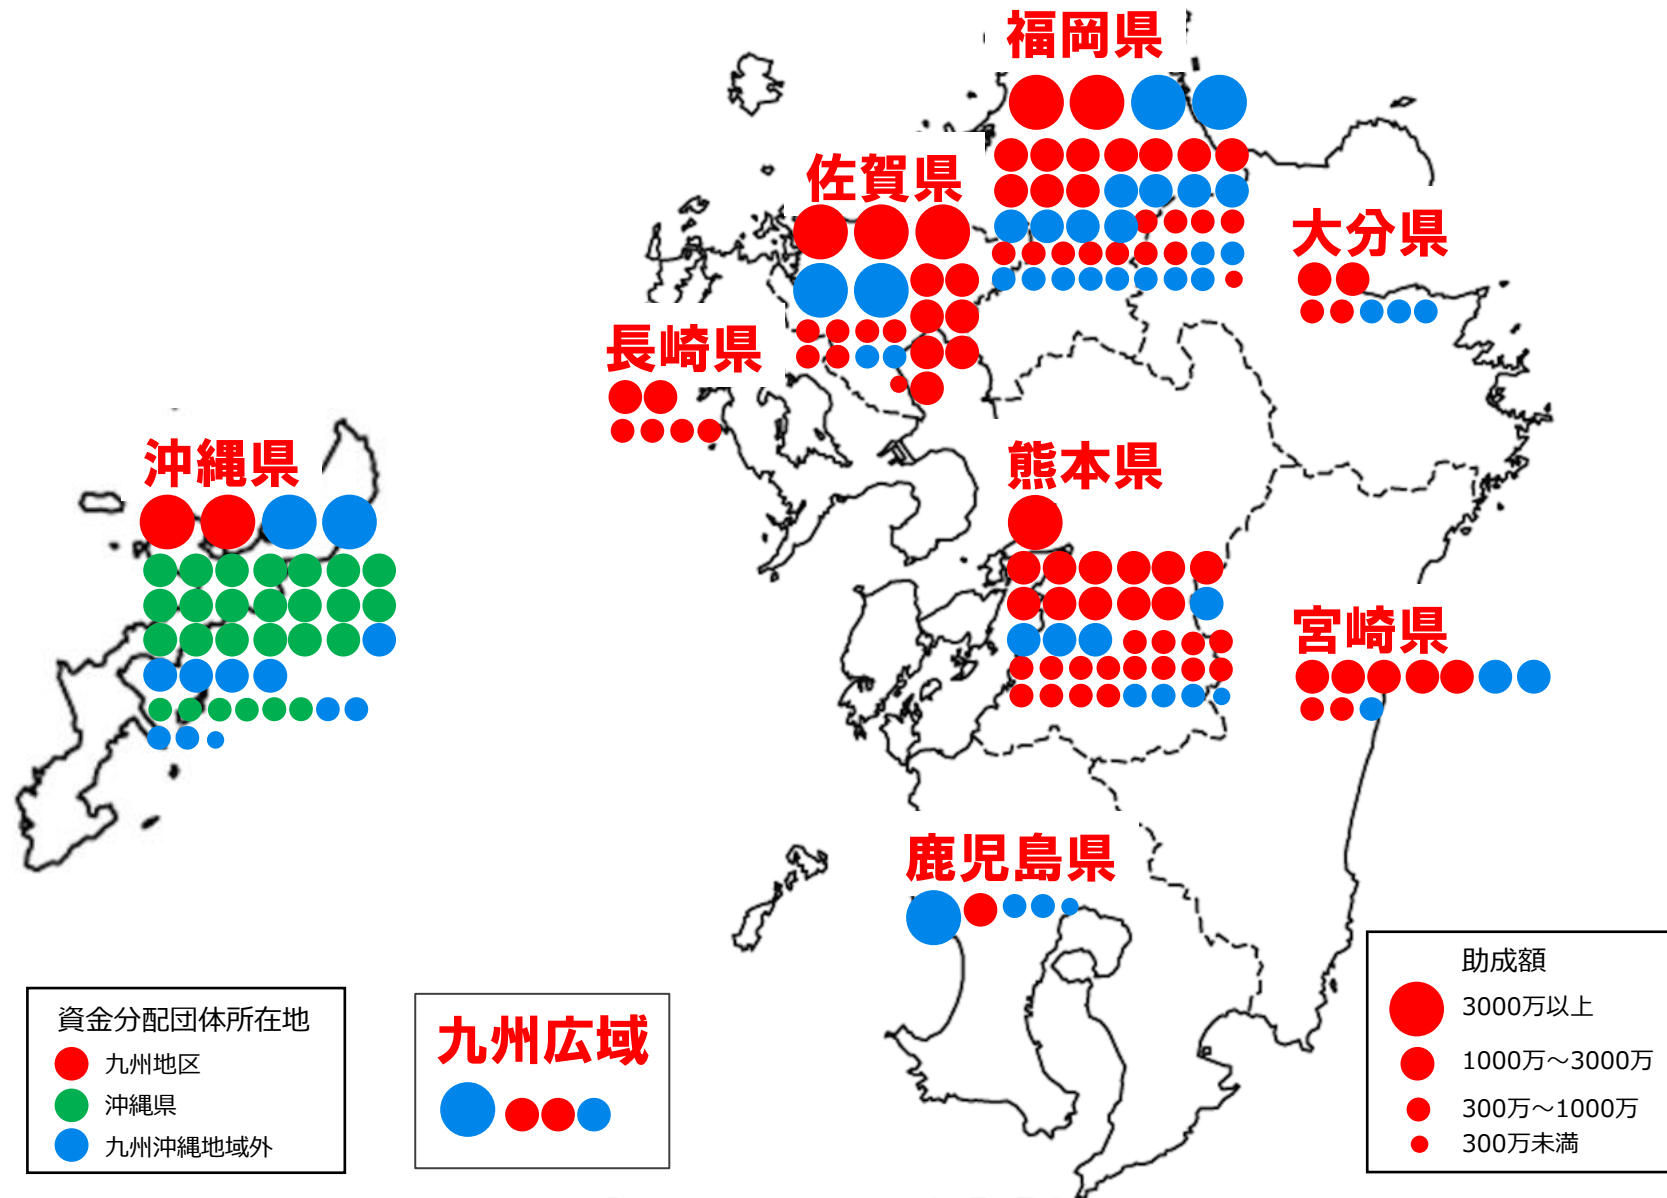 福岡県
佐賀県
大分県
長崎県
沖縄県
熊本県
宮崎県
鹿児島県
資金分配団体所在地
九州地区
沖縄県
九州沖縄地域外
九州広域
助成額
3000万以上
1000万～3000万
300万～1000万
300万未満